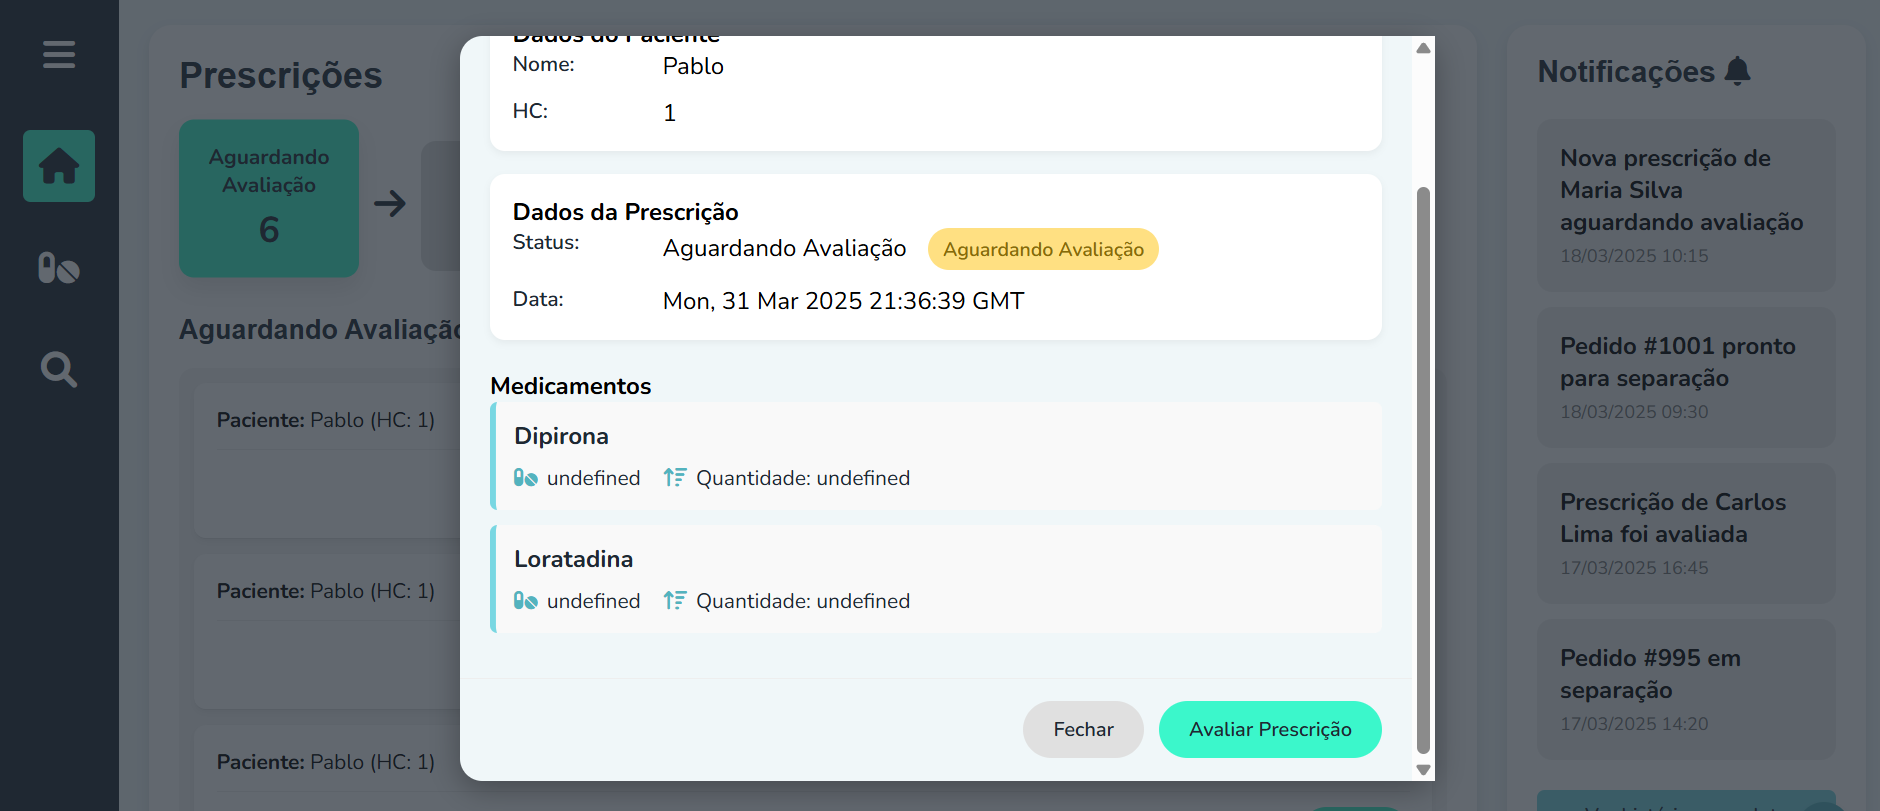 Prescrições
Aguardando
Avaliação
6
Aguardando Avaliação
Paciente: Pablo (HC: 1)
Paciente: Pablo (HC: 1)
Paciente: Pablo (HC: 1)
Dados do Paciente
Nome: Pablo
HC: 1
Dados da Prescrição
Status: Aguardando Avaliação Aguardando Avaliação
Data: Mon, 31 Mar 2025 21:36:39 GMT
Medicamentos
Dipirona
undefined Quantidade: undefined
Loratadina
undefined Quantidade: undefined
Fechar Avaliar Prescrição
Notificações
Nova prescrição de
Maria Silva
aguardando avaliação
18/03/2025 10:15
Pedido #1001 pronto
para separação
18/03/2025 09:30
Prescrição de Carlos
Lima foi avaliada
17/03/2025 16:45
Pedido #995 em
separação
17/03/2025 14:20